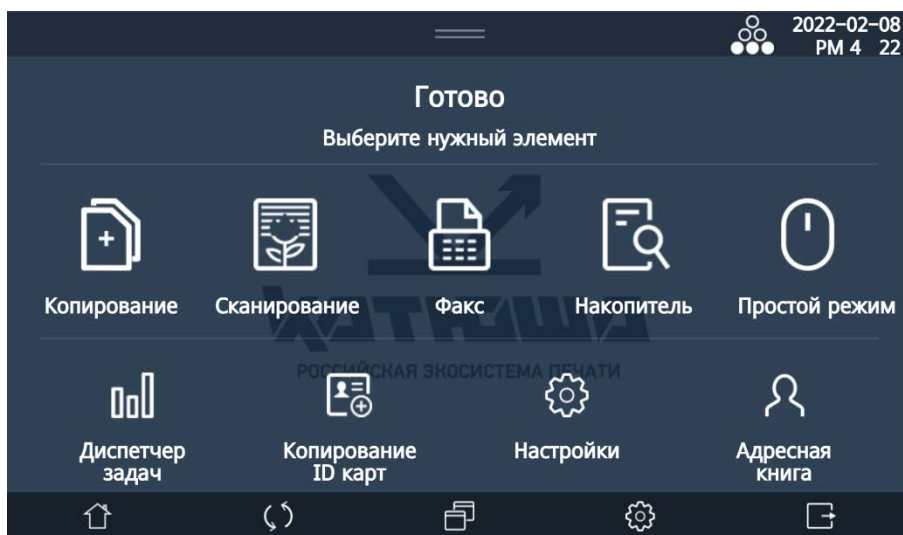 2022-02-08
PM 4 22
Готово
Выберите нужный элемент
Копирование
Сканирование
Факс
Накопитель
Простой режим
катюша
РОССИЙСКАЯ ЭКОСИСТЕМА ПЕЧАТИ
Диспетчер
задач
Копирование
ID карт
Настройки
Адресная
книга